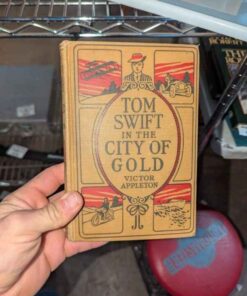 TOM
SWIFT
IN THE
CITY OF
GOLD
VICTOR
APPLETON